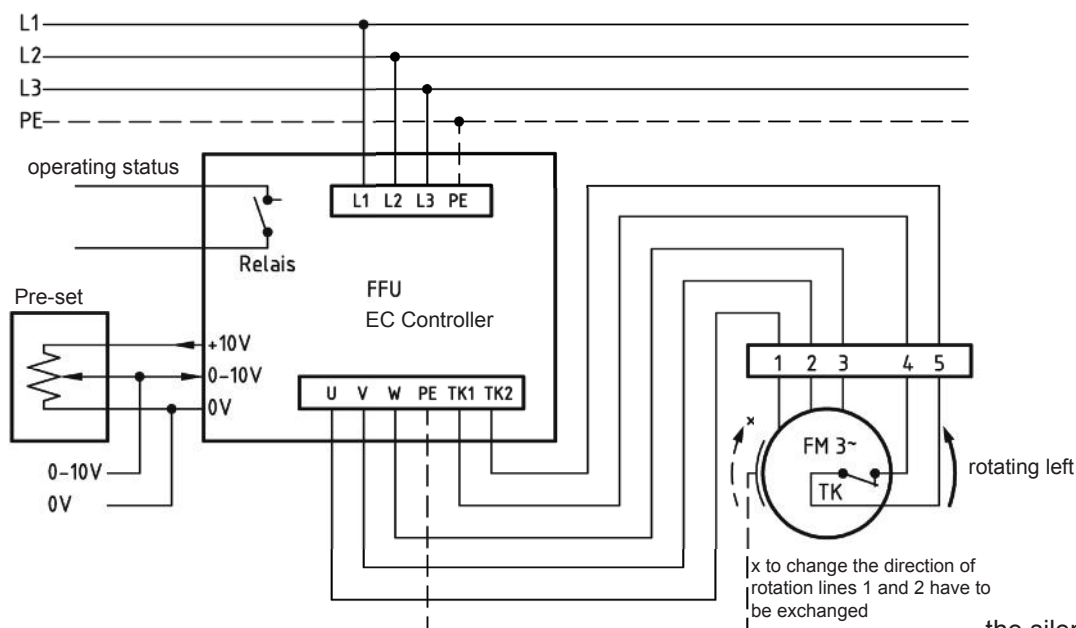 L1
L2
L3
PE
operating status
L1 L2 L3 PE
Relais
FFU
EC Controller
Pre-set
+10V
0-10V
0V
U V W PE TK1 TK2
0-10V
0V
1 2 3 4 5
x
FM 3~
TK
rotating left
x to change the direction of
rotation lines 1 and 2 have to
be exchanged